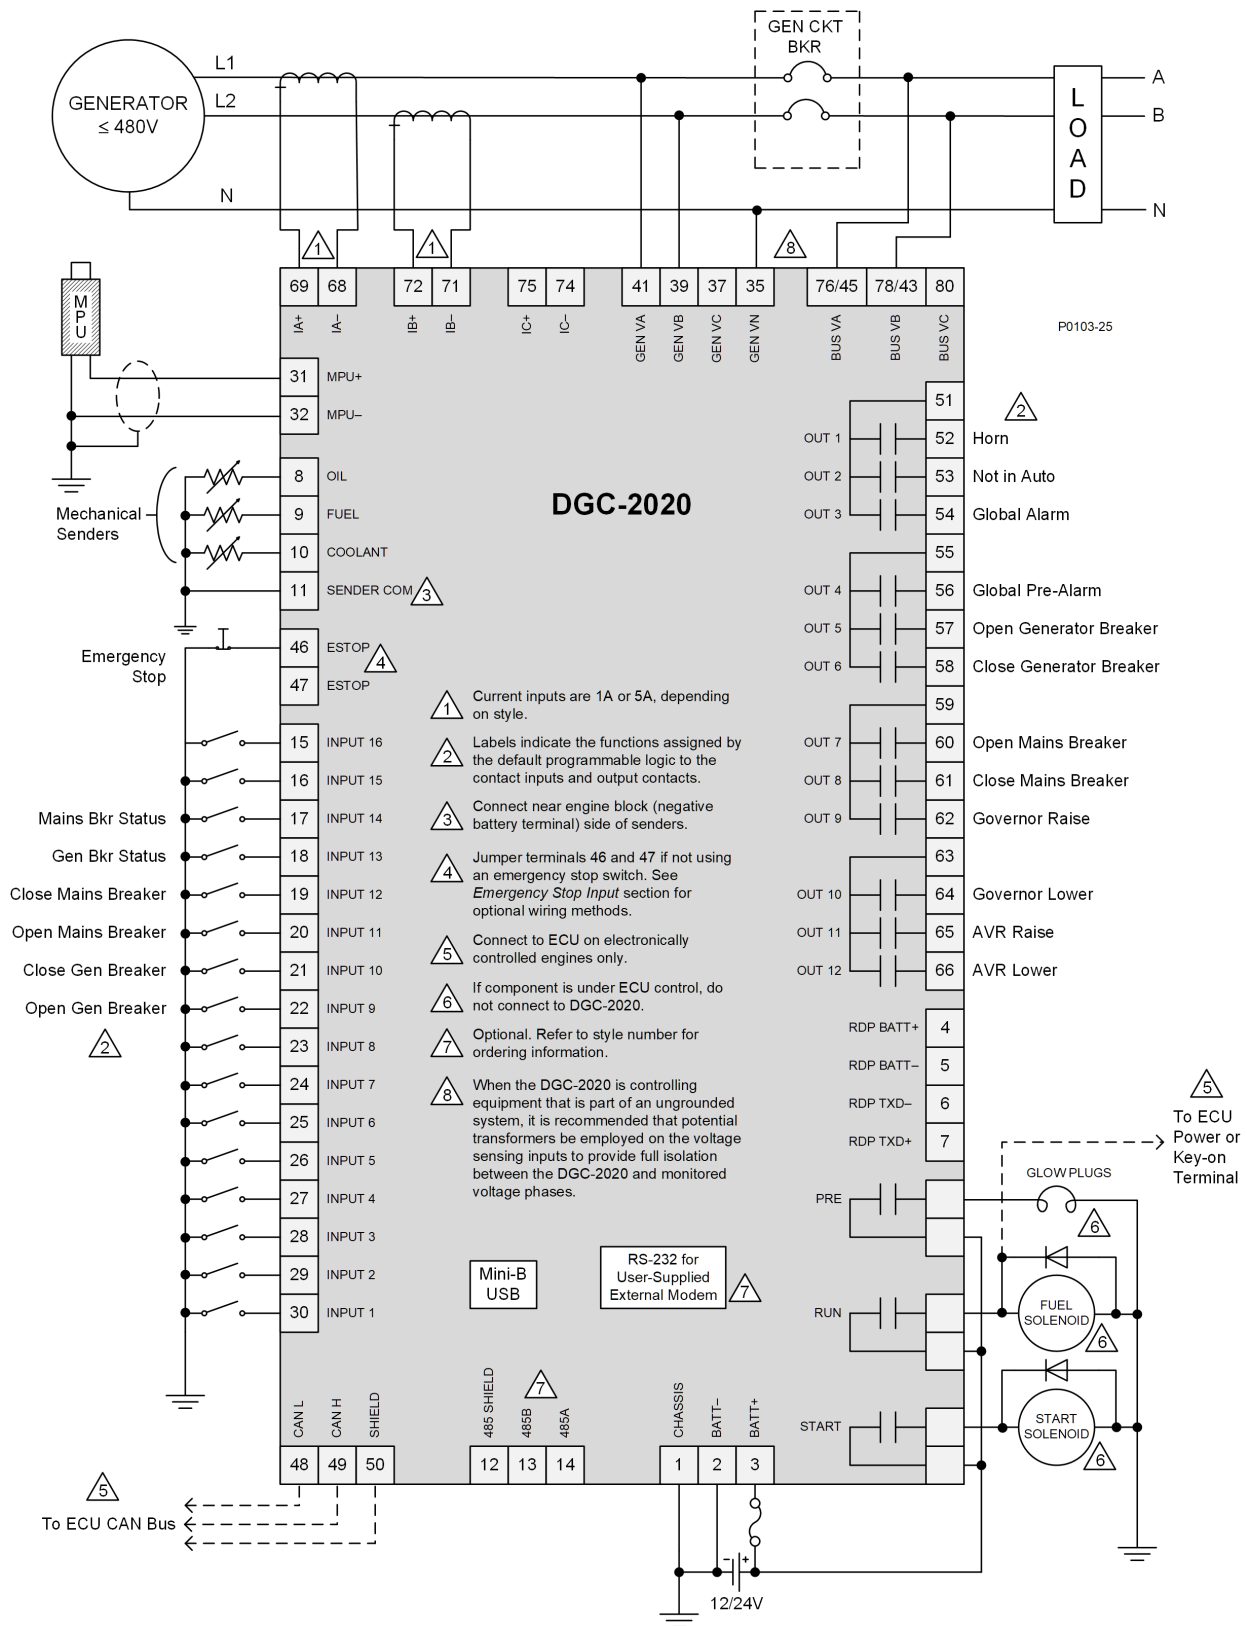 GEN CKT
BKR
L1
GENERATOR
≤ 480V
L2
N
A
B
N
LOAD
1
1
8
69
68
72
71
75
74
41
39
37
35
76/45
78/43
80
IA+
IA–
IB+
IB–
IC+
IC–
GEN VA
GEN VB
GEN VC
GEN VN
BUS VA
BUS VB
BUS VC
P0103-25
MPU
31 MPU+
32 MPU–
8 OIL
9 FUEL
10 COOLANT
11 SENDER COM
3
Mechanical
Senders
46 ESTOP
47 ESTOP
4
Emergency
Stop
DGC-2020
15 INPUT 16
16 INPUT 15
Mains Bkr Status 17 INPUT 14
Gen Bkr Status 18 INPUT 13
Close Mains Breaker 19 INPUT 12
Open Mains Breaker 20 INPUT 11
Close Gen Breaker 21 INPUT 10
Open Gen Breaker 22 INPUT 9
2
23 INPUT 8
24 INPUT 7
25 INPUT 6
26 INPUT 5
27 INPUT 4
28 INPUT 3
29 INPUT 2
30 INPUT 1
1 Current inputs are 1A or 5A, depending
on style.
2 Labels indicate the functions assigned by
the default programmable logic to the
contact inputs and output contacts.
3 Connect near engine block (negative
battery terminal) side of senders.
4 Jumper terminals 46 and 47 if not using
an emergency stop switch. See
Emergency Stop Input section for
optional wiring methods.
5 Connect to ECU on electronically
controlled engines only.
6 If component is under ECU control, do
not connect to DGC-2020.
7 Optional. Refer to style number for
ordering information.
8 When the DGC-2020 is controlling
equipment that is part of an ungrounded
system, it is recommended that potential
transformers be employed on the voltage
sensing inputs to provide full isolation
between the DGC-2020 and monitored
voltage phases.
51
2
OUT 1 52 Horn
OUT 2 53 Not in Auto
OUT 3 54 Global Alarm
55
OUT 4 56 Global Pre-Alarm
OUT 5 57 Open Generator Breaker
OUT 6 58 Close Generator Breaker
59
OUT 7 60 Open Mains Breaker
OUT 8 61 Close Mains Breaker
OUT 9 62 Governor Raise
63
OUT 10 64 Governor Lower
OUT 11 65 AVR Raise
OUT 12 66 AVR Lower
RDP BATT+ 4
RDP BATT– 5
RDP TXD– 6
RDP TXD+ 7
5
To ECU
Power or
Key-on
Terminal
GLOW PLUGS
PRE
6
Mini-B
USB
RS-232 for
User-Supplied
External Modem
7
RUN
FUEL
SOLENOID
6
START
START
SOLENOID
6
CAN L
CAN H
SHIELD
485 SHIELD
485B
485A
7
CHASSIS
BATT–
BATT+
48
49
50
12
13
14
1
2
3
5
To ECU CAN Bus
- +
12/24V